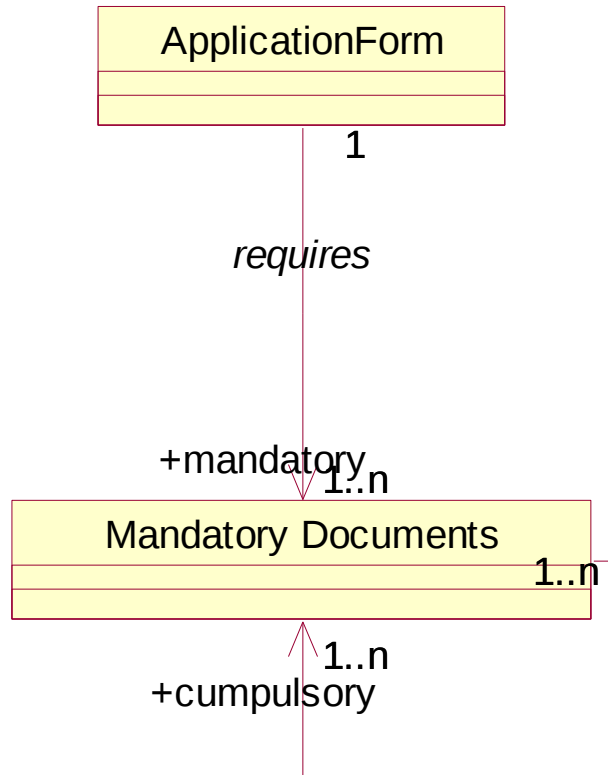 ApplicationForm
1
requires
+mandatory
1..n
Mandatory Documents
1..n
1..n
+cumpulsory